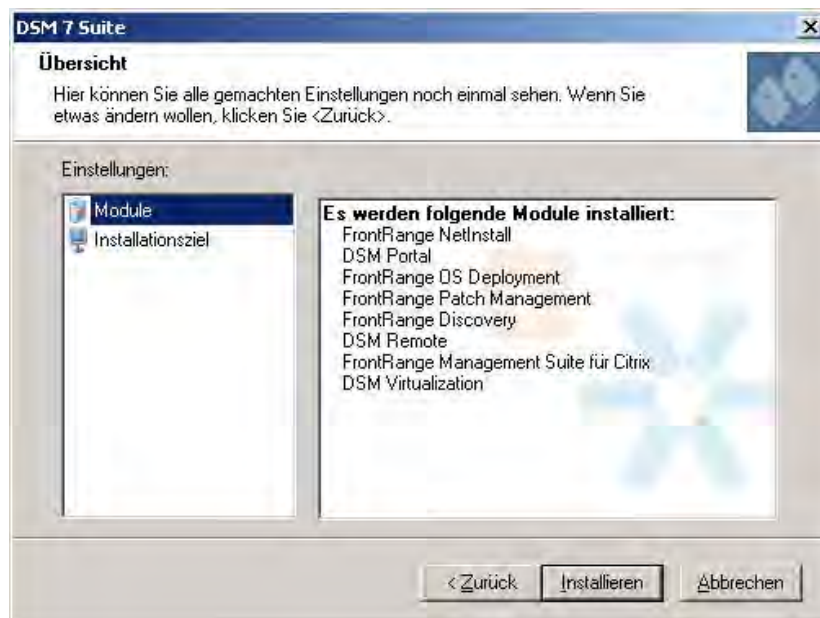 DSM 7 Suite
Übersicht
Hier können Sie alle gemachten Einstellungen noch einmal sehen. Wenn Sie
etwas ändern wollen, klicken Sie <Zurück>.
Einstellungen:
Module
Installationsziel
Es werden folgende Module installiert:
FrontRange NetInstall
DSM Portal
FrontRange OS Deployment
FrontRange Patch Management
FrontRange Discovery
DSM Remote
FrontRange Management Suite für Citrix
DSM Virtualization
< Zurück
Installieren
Abbrechen